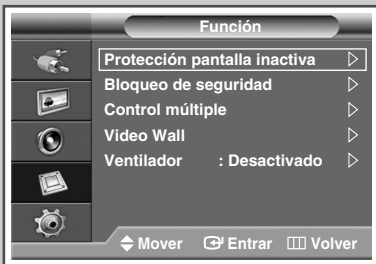 Función
Protección pantalla inactiva
Bloqueo de seguridad
Control múltiple
Video Wall
Ventilador : Desactivado
Mover Entrar Volver